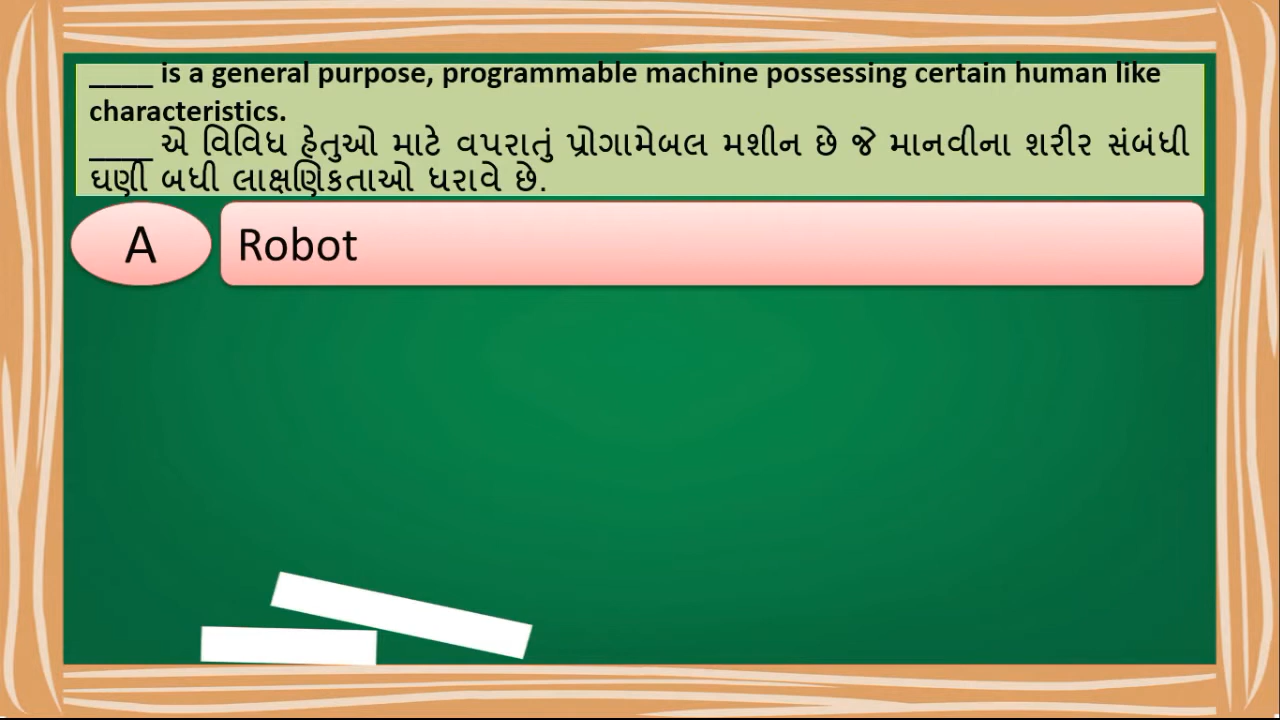 ____ is a general purpose, programmable machine possessing certain human like
characteristics.
____ એ વિવિધ હેતુઓ માટે વપરાતું પ્રોગામેબલ મશીન છે જે માનવીના શરીર સંબંધી
ઘણી બધી લાક્ષણિકતાઓ ધરાવે છે.
A Robot